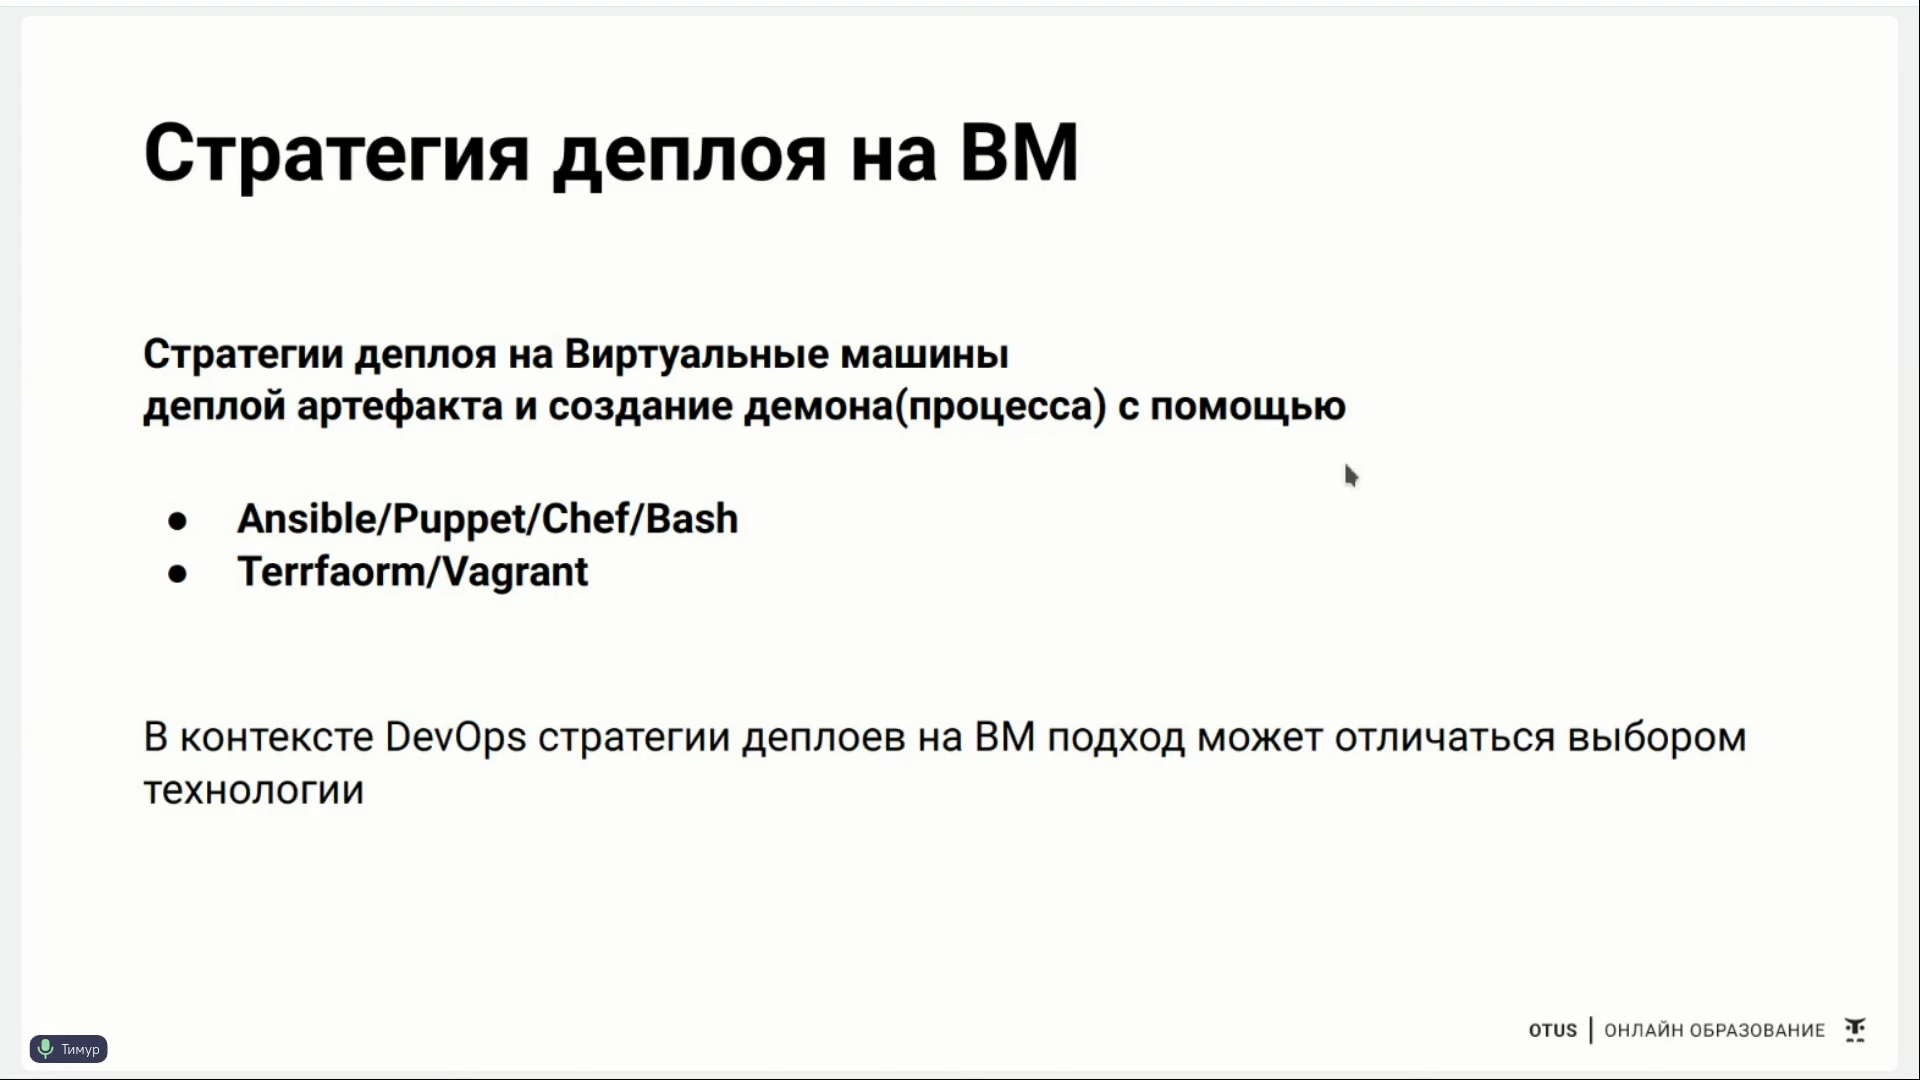 Стратегия деплоя на ВМ
Стратегии деплоя на Виртуальные машины
деплой артефакта и создание демона(процесса) с помощью
● Ansible/Puppet/Chef/Bash
● Terrfaorm/Vagrant
В контексте DevOps стратегии деплоев на ВМ подход может отличаться выбором
технологии
OTUS | ОНЛАЙН ОБРАЗОВАНИЕ
Тимур